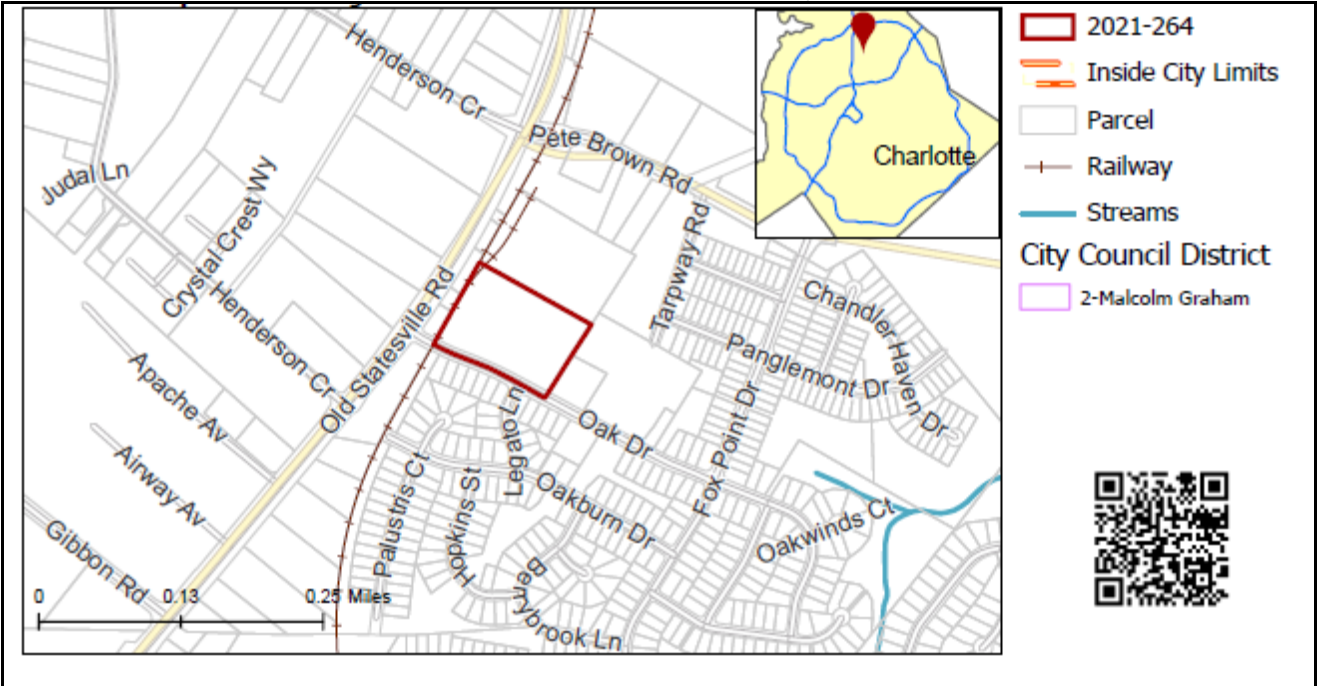 Henderson Cr
Pete Brown Rd
Judal Ln
Crystal Crest Wy
Tarpway Rd
Henderson Cr
Old Statesville Rd
Chandler Haven Dr
Panglemont Dr
Apache Av
Legato Ln
Oak Dr
Fox Point Dr
Airway Av
Palustris Ct
Hopkins St
Oakburn Dr
Oakwinds Ct
Gibbon Rd
Berrybrook Ln
0 0.13 0.25 Miles
Charlotte
2021-264
Inside City Limits
Parcel
Railway
Streams
City Council District
2-Malcolm Graham